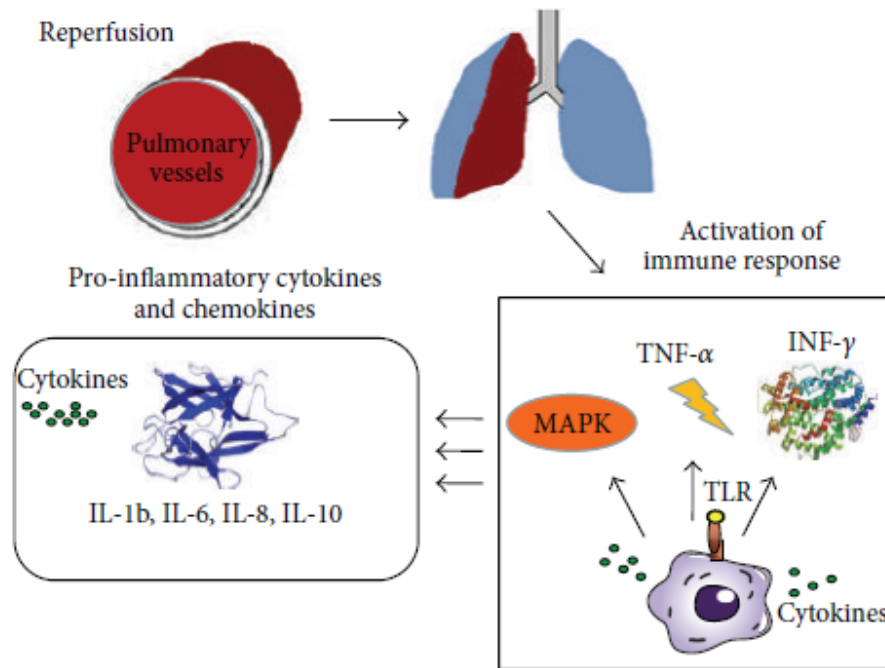 Reperfusion
Pulmonary
vessels
Activation of
immune response
Pro-inflammatory cytokines
and chemokines
Cytokines
IL-1b, IL-6, IL-8, IL-10
TNF-α
INF-γ
MAPK
TLR
Cytokines